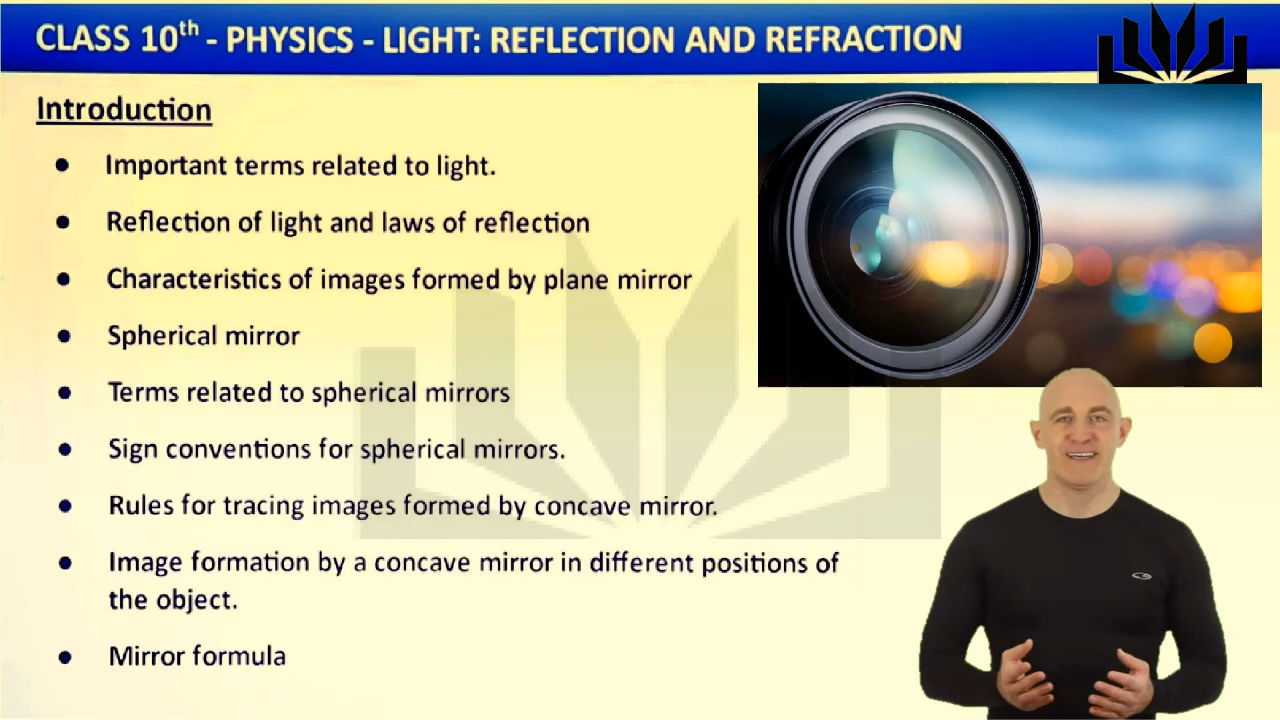 CLASS 10th - PHYSICS - LIGHT: REFLECTION AND REFRACTION
Introduction
● Important terms related to light.
● Reflection of light and laws of reflection
● Characteristics of images formed by plane mirror
● Spherical mirror
● Terms related to spherical mirrors
● Sign conventions for spherical mirrors.
● Rules for tracing images formed by concave mirror.
● Image formation by a concave mirror in different positions of
the object.
● Mirror formula